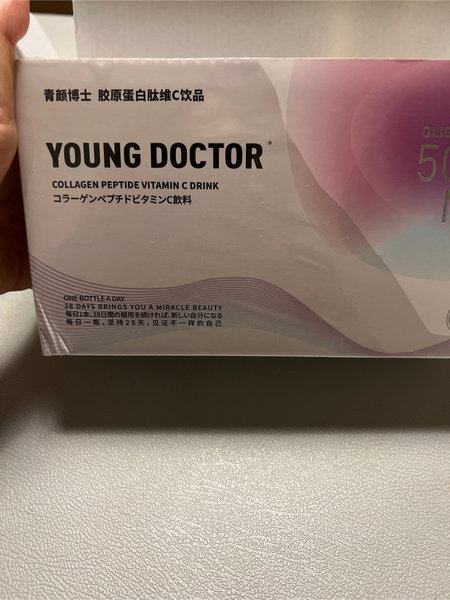 青颜博士 胶原蛋白肽维C饮品
YOUNG DOCTOR®
COLLAGEN PEPTIDE VITAMIN C DRINK
コラーゲンペプチドビタミンC飲料
OLIG
50
ONE BOTTLE A DAY
28 DAYS BRINGS YOU A MIRACLE BEAUTY
毎日1本、28日間の服用を続ければ、新しい自分になる
每日一瓶，坚持28天，见证不一样的自己